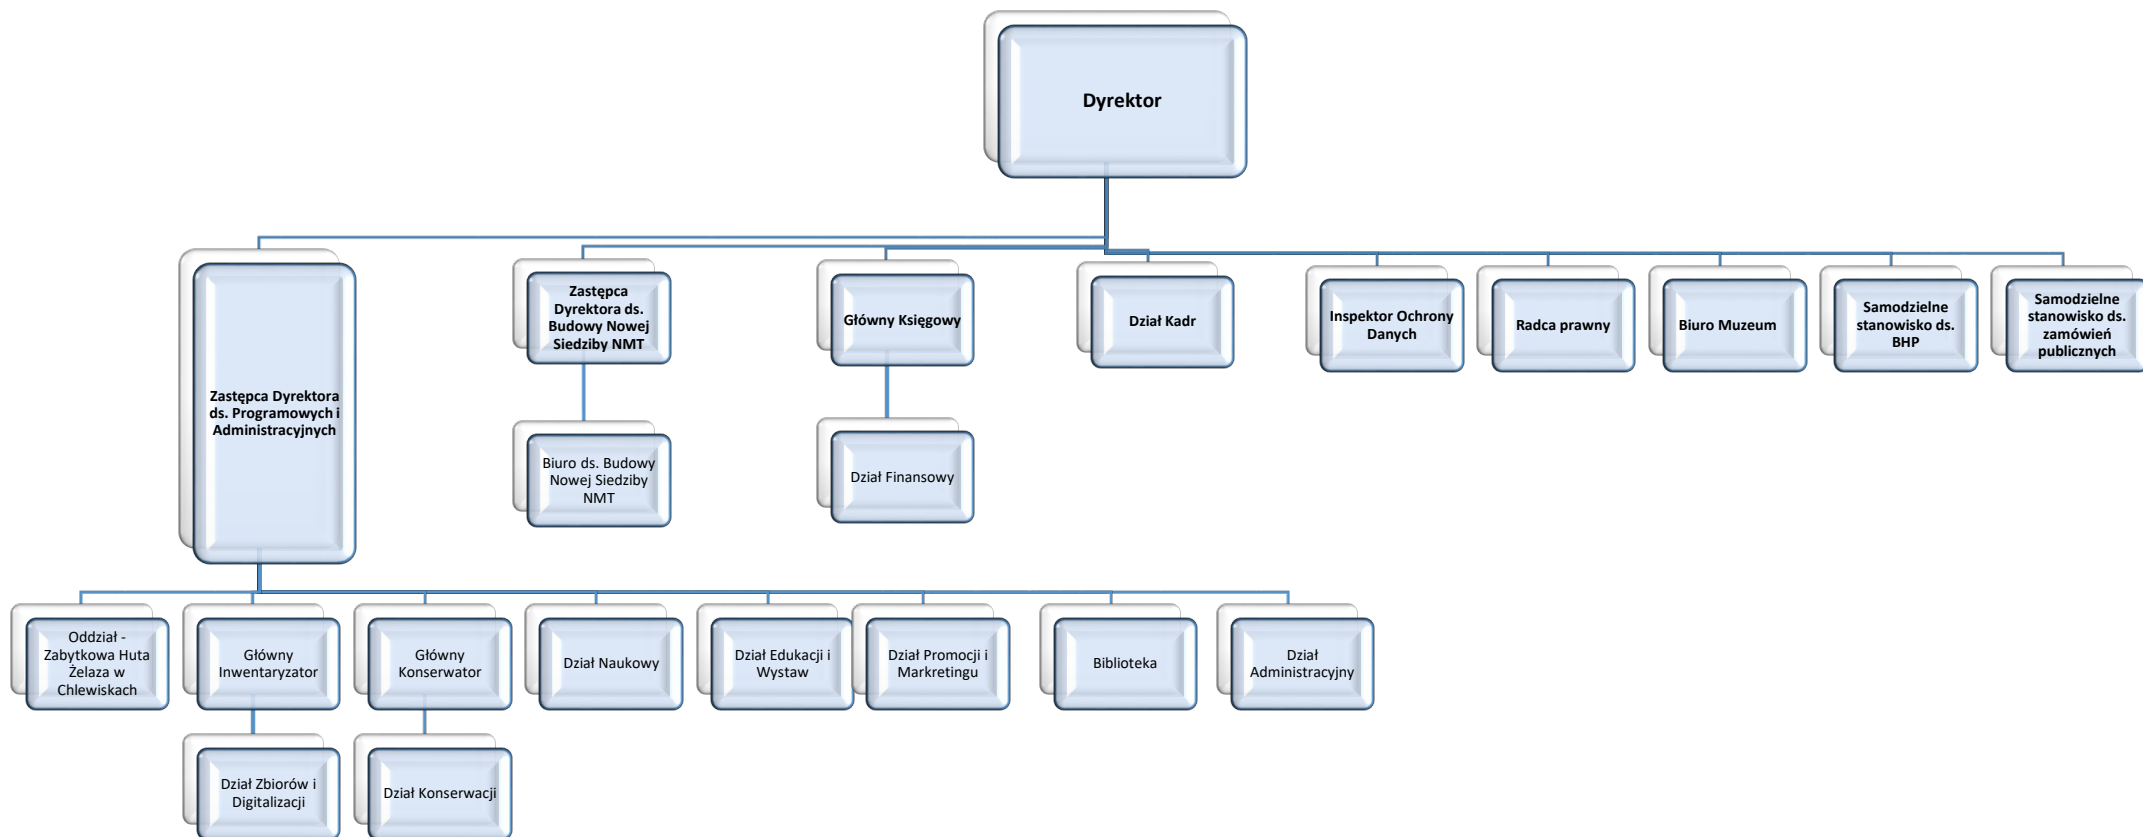 Dyrektor
Zastępca Dyrektora
ds. Programowych i
Administracyjnych
Zastępca
Dyrektora ds.
Budowy Nowej
Siedziby NMT
Główny Księgowy
Dział Kadr
Inspektor Ochrony
Danych
Radca prawny
Biuro Muzeum
Samodzielne
stanowisko ds.
BHP
Samodzielne
stanowisko ds.
zamówień
publicznych
Biuro ds. Budowy
Nowej Siedziby
NMT
Dział Finansowy
Oddział -
Zabytkowa Huta
Żelaza w
Chlewiskach
Główny
Inwentaryzator
Główny
Konserwator
Dział Naukowy
Dział Edukacji i
Wystaw
Dział Promocji i
Markretingu
Biblioteka
Dział
Administracyjny
Dział Zbiorów i
Digitalizacji
Dział Konserwacji